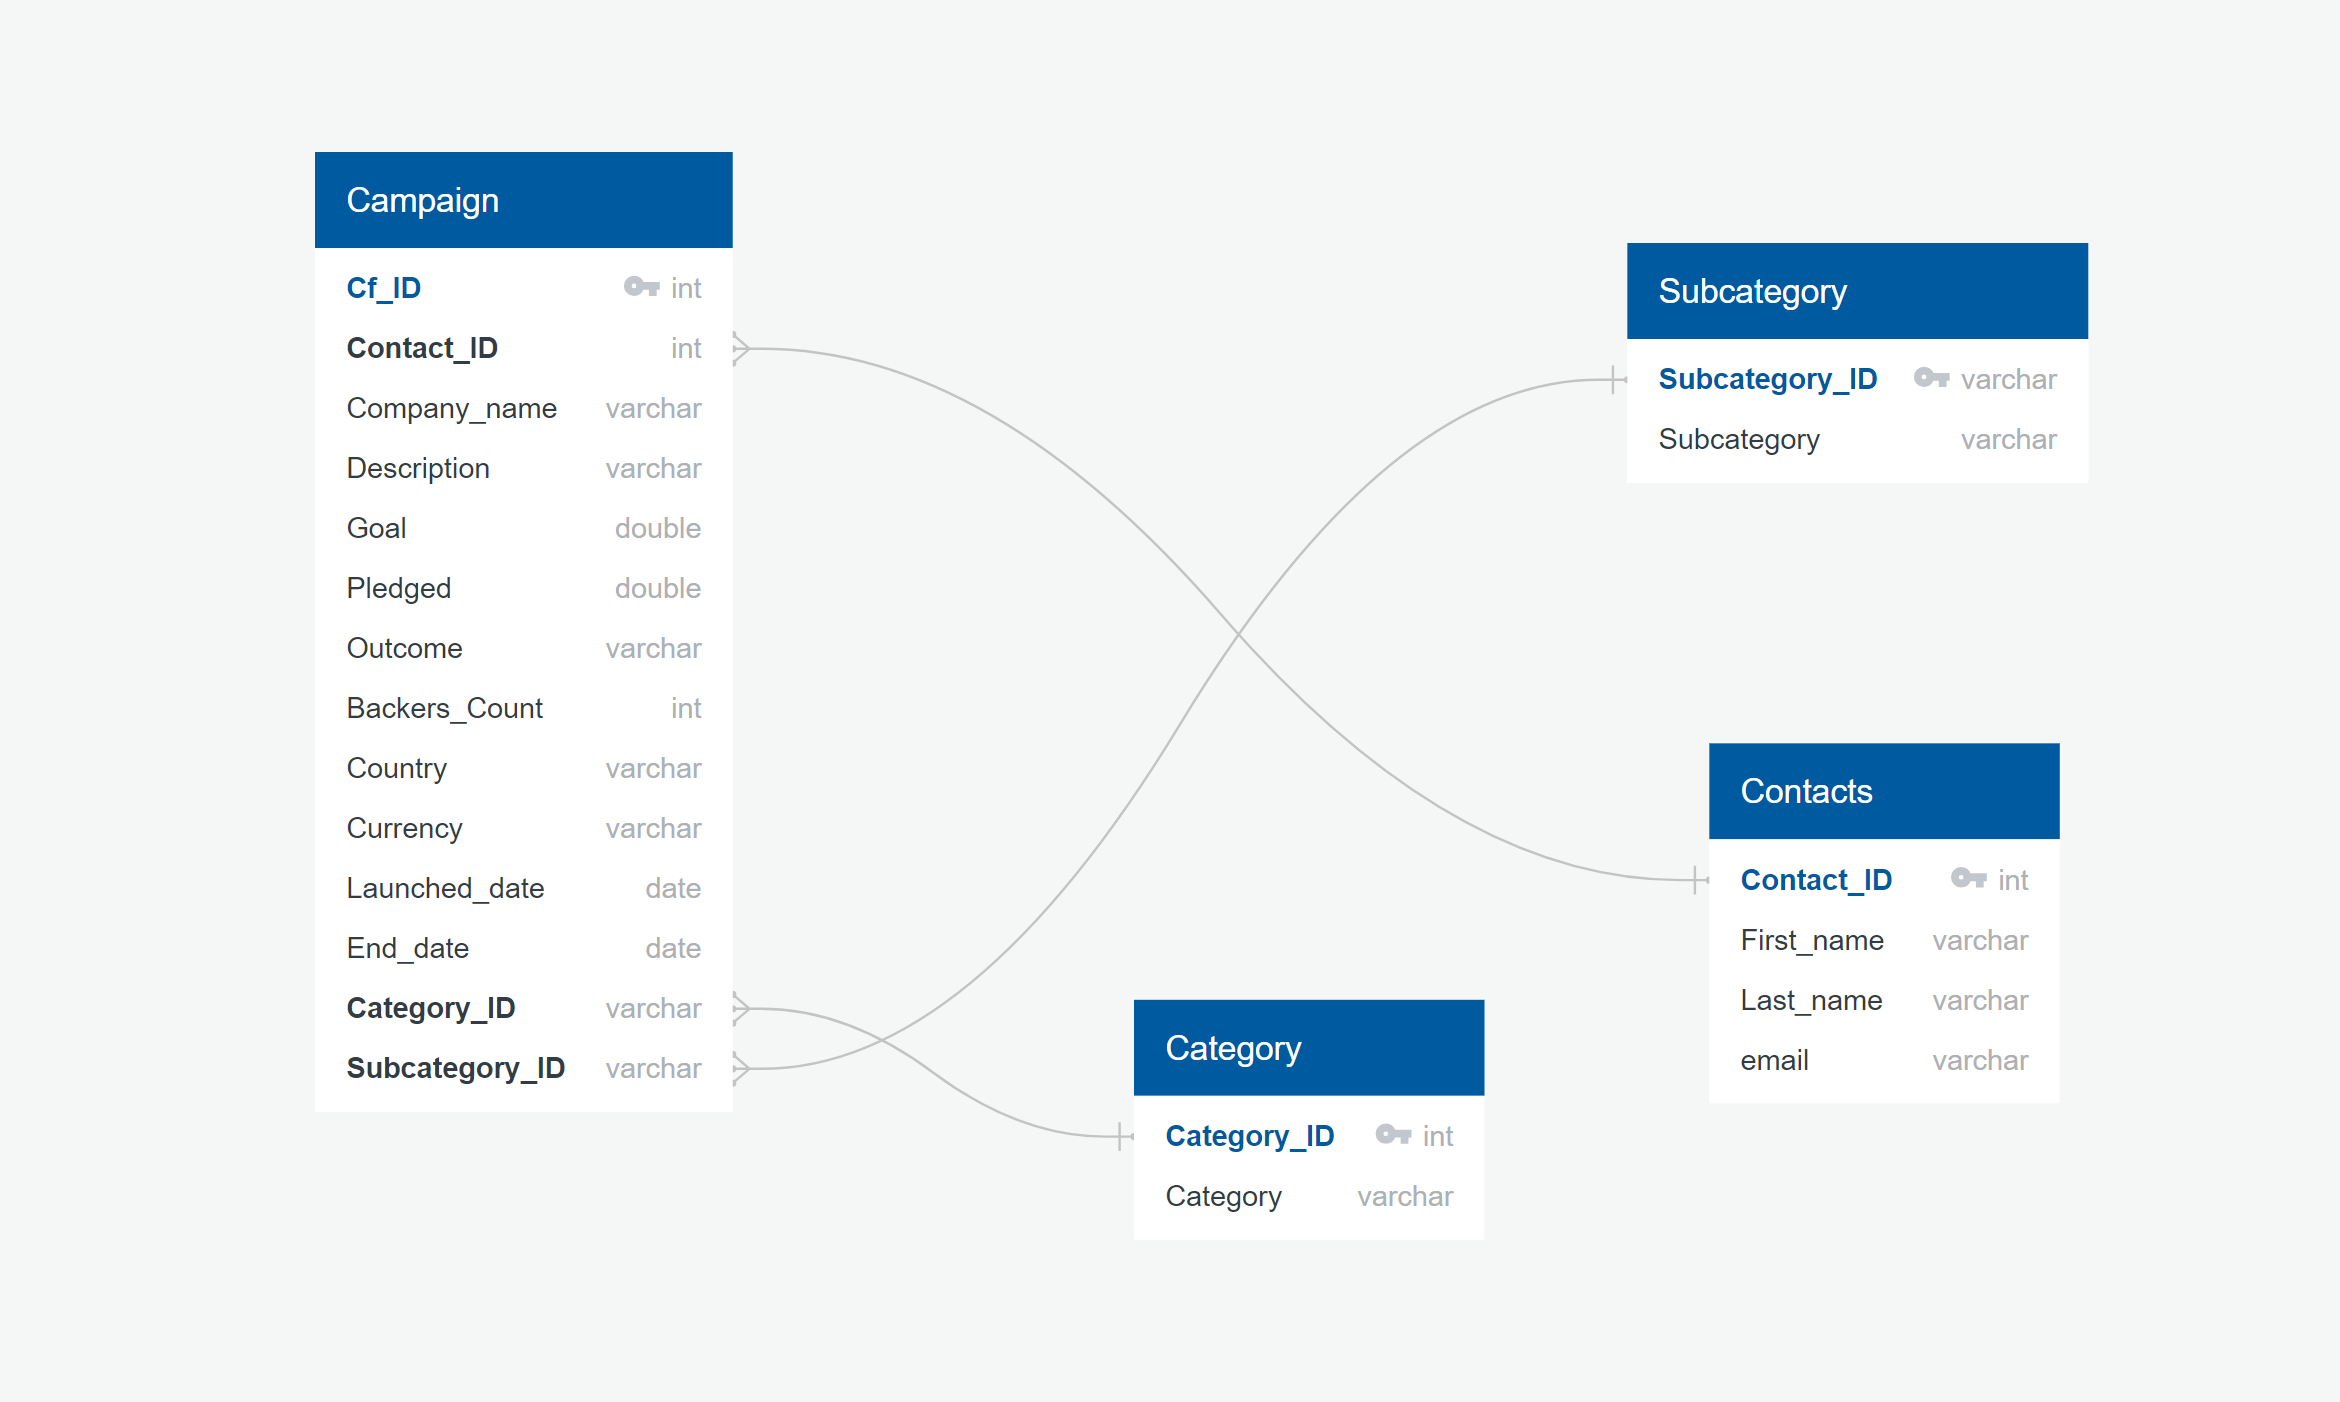 Campaign
Cf_ID int
Contact_ID int
Company_name varchar
Description varchar
Goal double
Pledged double
Outcome varchar
Backers_Count int
Country varchar
Currency varchar
Launched_date date
End_date date
Category_ID varchar
Subcategory_ID varchar
Subcategory
Subcategory_ID varchar
Subcategory varchar
Contacts
Contact_ID int
First_name varchar
Last_name varchar
email varchar
Category
Category_ID int
Category varchar